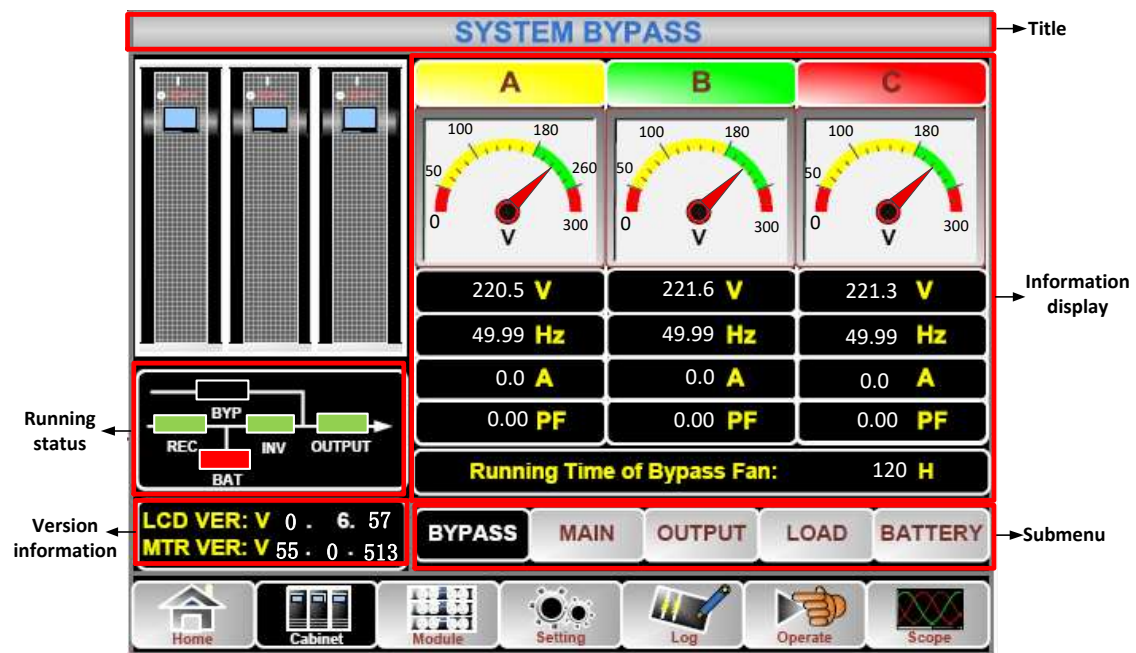 SYSTEM BYPASS
Title
A B C
100 180
50 260
0 300
V
100 180
50
0 300
V
100 180
50
0 300
V
220.5 V 221.6 V 221.3 V
49.99 Hz 49.99 Hz 49.99 Hz
0.0 A 0.0 A 0.0 A
0.00 PF 0.00 PF 0.00 PF
Running Time of Bypass Fan: 120 H
Information
display
Running
status
BYP
REC INV OUTPUT
BAT
Version
information
LCD VER: V 0 . 6. 57
MTR VER: V 55 . 0 . 513
BYPASS MAIN OUTPUT LOAD BATTERY
Submenu
Home Cabinet Module Setting Log Operate Scope